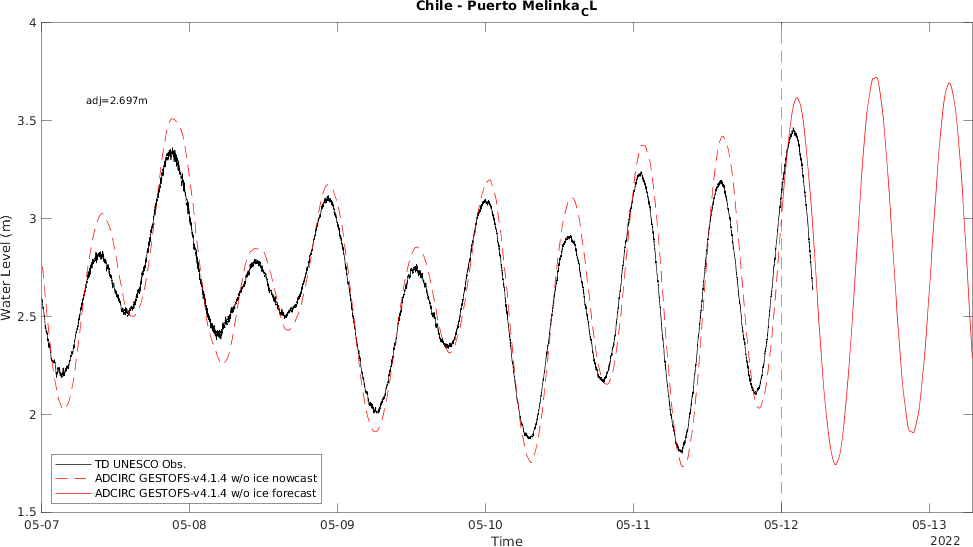 Chile - Puerto Melinka_CL
4
adj=2.697m
3.5
3
Water Level (m)
2.5
2
TD UNESCO Obs.
ADCIRC GESTOFS-v4.1.4 w/o ice nowcast
ADCIRC GESTOFS-v4.1.4 w/o ice forecast
1.5
05-07 05-08 05-09 05-10 05-11 05-12 05-13
Time
2022